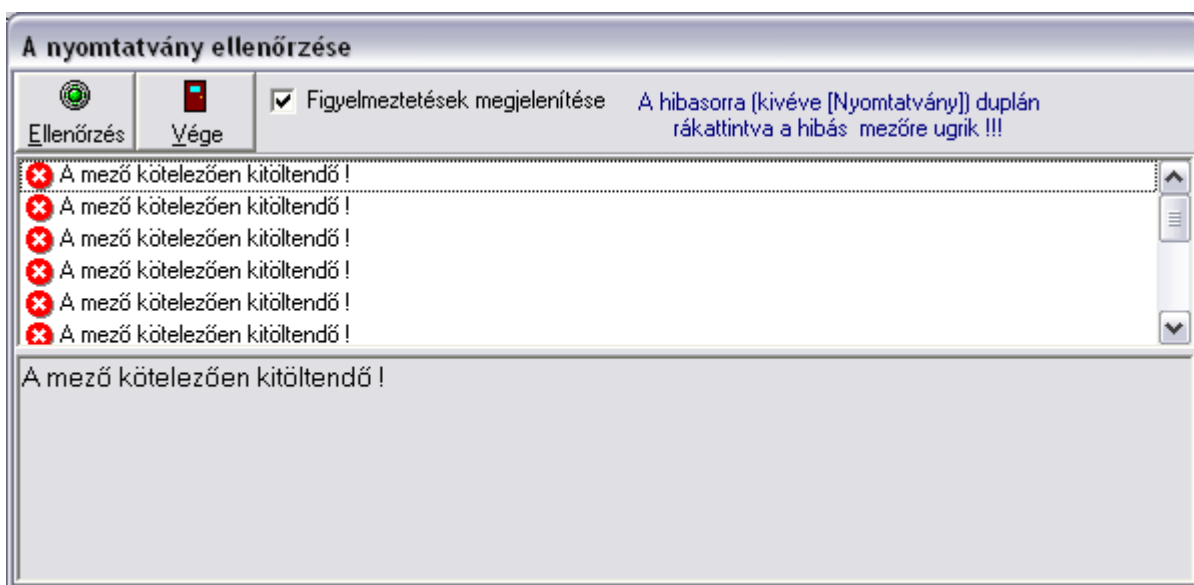 A nyomtatvány ellenőrzése
Ellenőrzés
Vége
Figyelmeztetések megjelenítése
A hibasorra (kivéve [Nyomtatvány]) duplán
rákattintva a hibás mezőre ugrik !!!
A mező kötelezően kitöltendő !
A mező kötelezően kitöltendő !
A mező kötelezően kitöltendő !
A mező kötelezően kitöltendő !
A mező kötelezően kitöltendő !
A mező kötelezően kitöltendő !
A mező kötelezően kitöltendő !